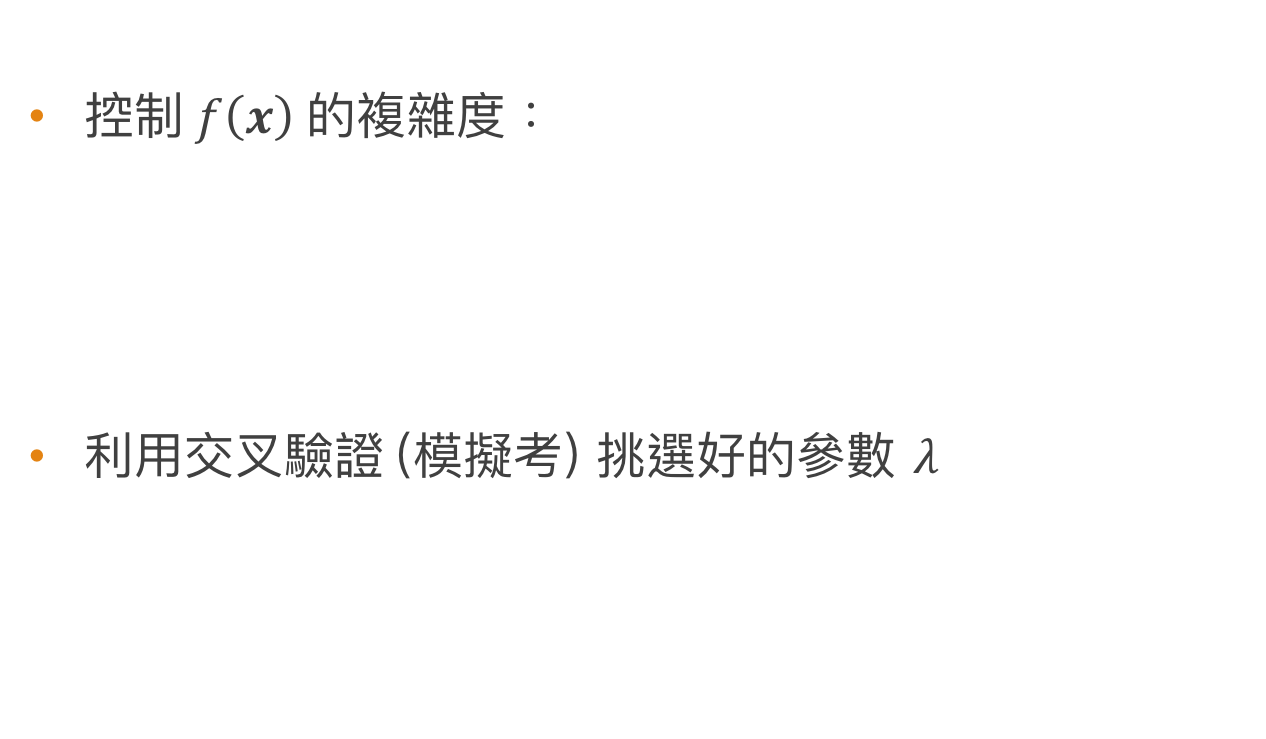 • 控制 f(x) 的複雜度：
• 利用交叉驗證 (模擬考) 挑選好的參數 λ